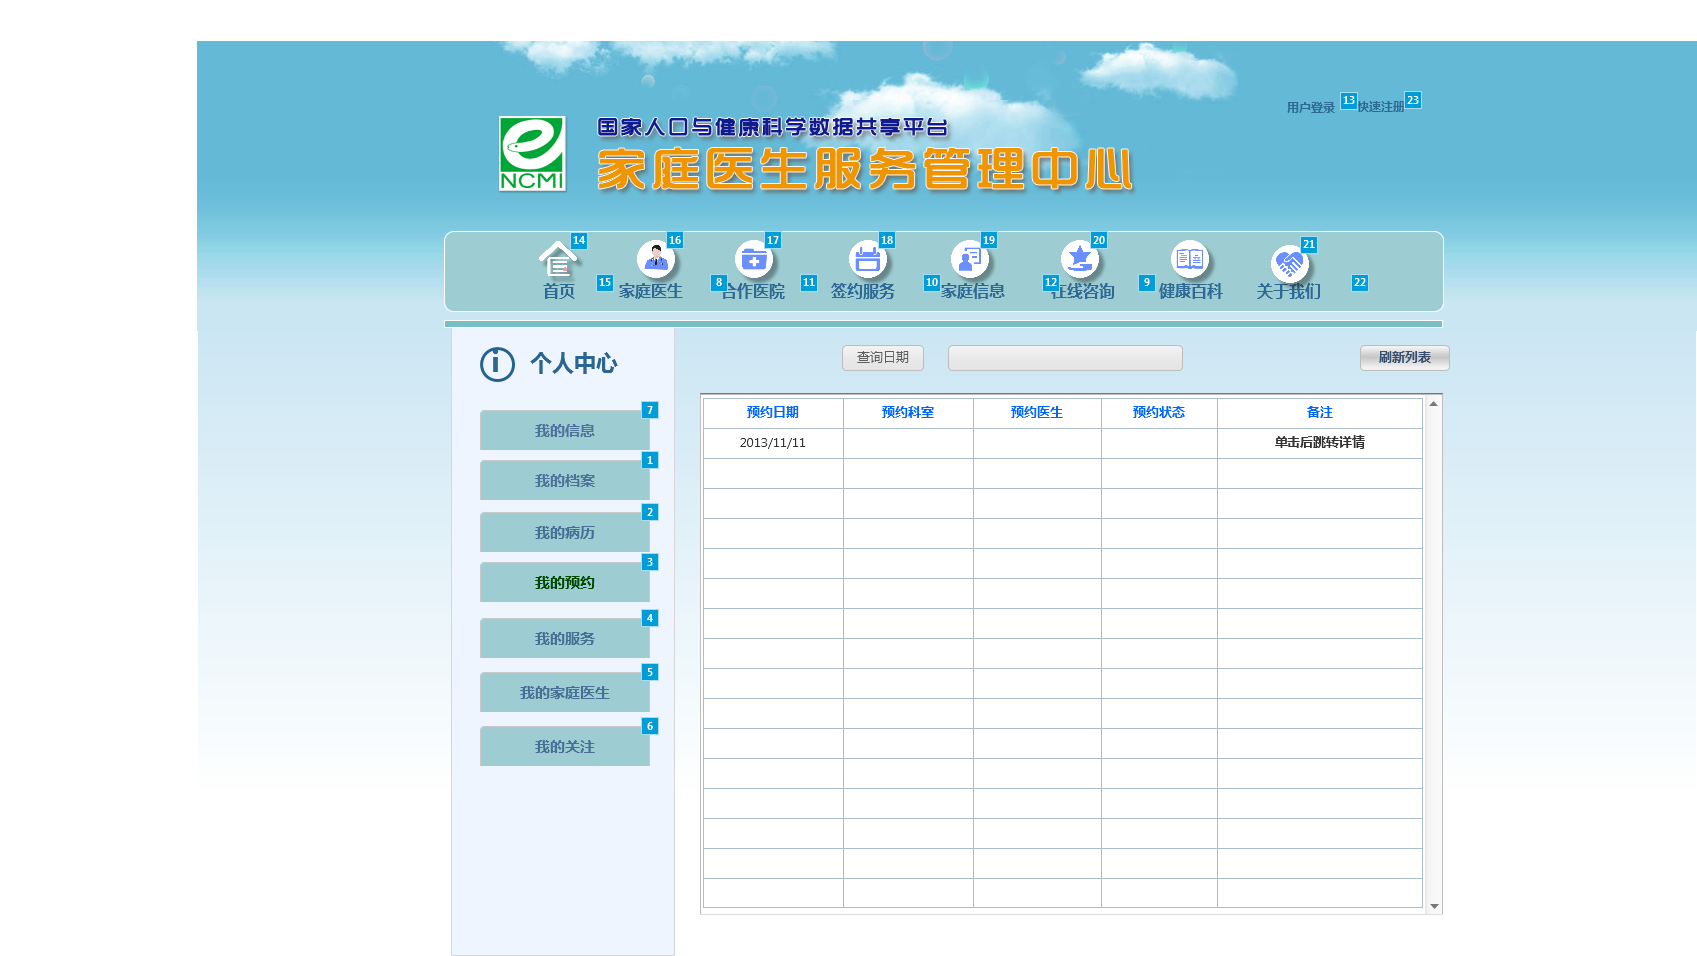 用户登录 13 快速注册 23
国家人口与健康科学数据共享平台
家庭医生服务管理中心
NCMI
14 16 17 18 19 20 21
首页 15 家庭医生 8 合作医院 11 签约服务 10 家庭信息 12 在线咨询 9 健康百科 关于我们 22
个人中心
查询日期
刷新列表
7
我的信息
1
我的档案
2
我的病历
3
我的预约
4
我的服务
5
我的家庭医生
6
我的关注
预约日期 预约科室 预约医生 预约状态 备注
2013/11/11 单击后跳转详情